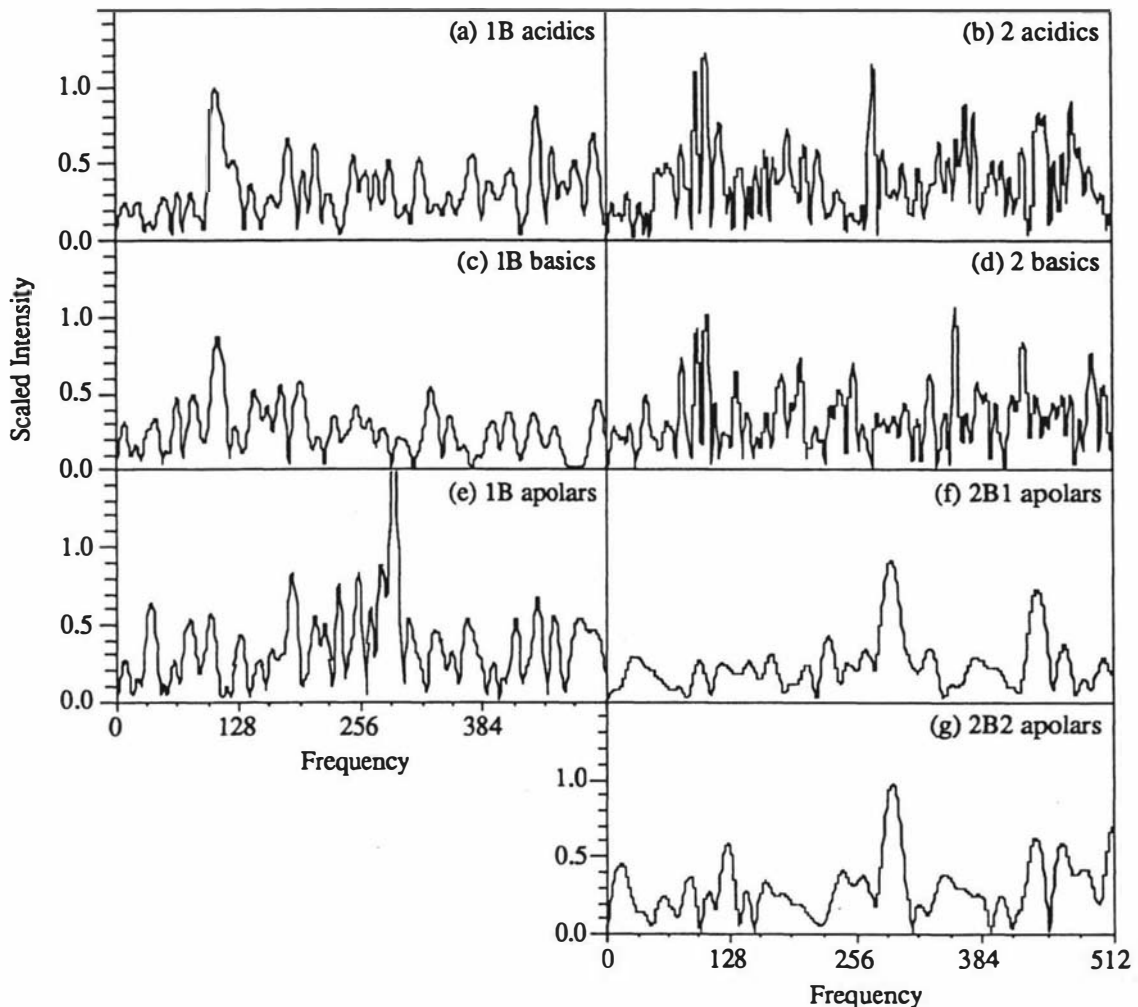 (a) 1B acidics
(b) 2 acidics
1.0
0.5
0.0
(c) 1B basics
(d) 2 basics
Scaled Intensity
1.0
0.5
0.0
(e) 1B apolars
(f) 2B1 apolars
1.0
0.5
0.0
0 128 256 384
Frequency
(g) 2B2 apolars
1.0
0.5
0.0
0 128 256 384 512
Frequency